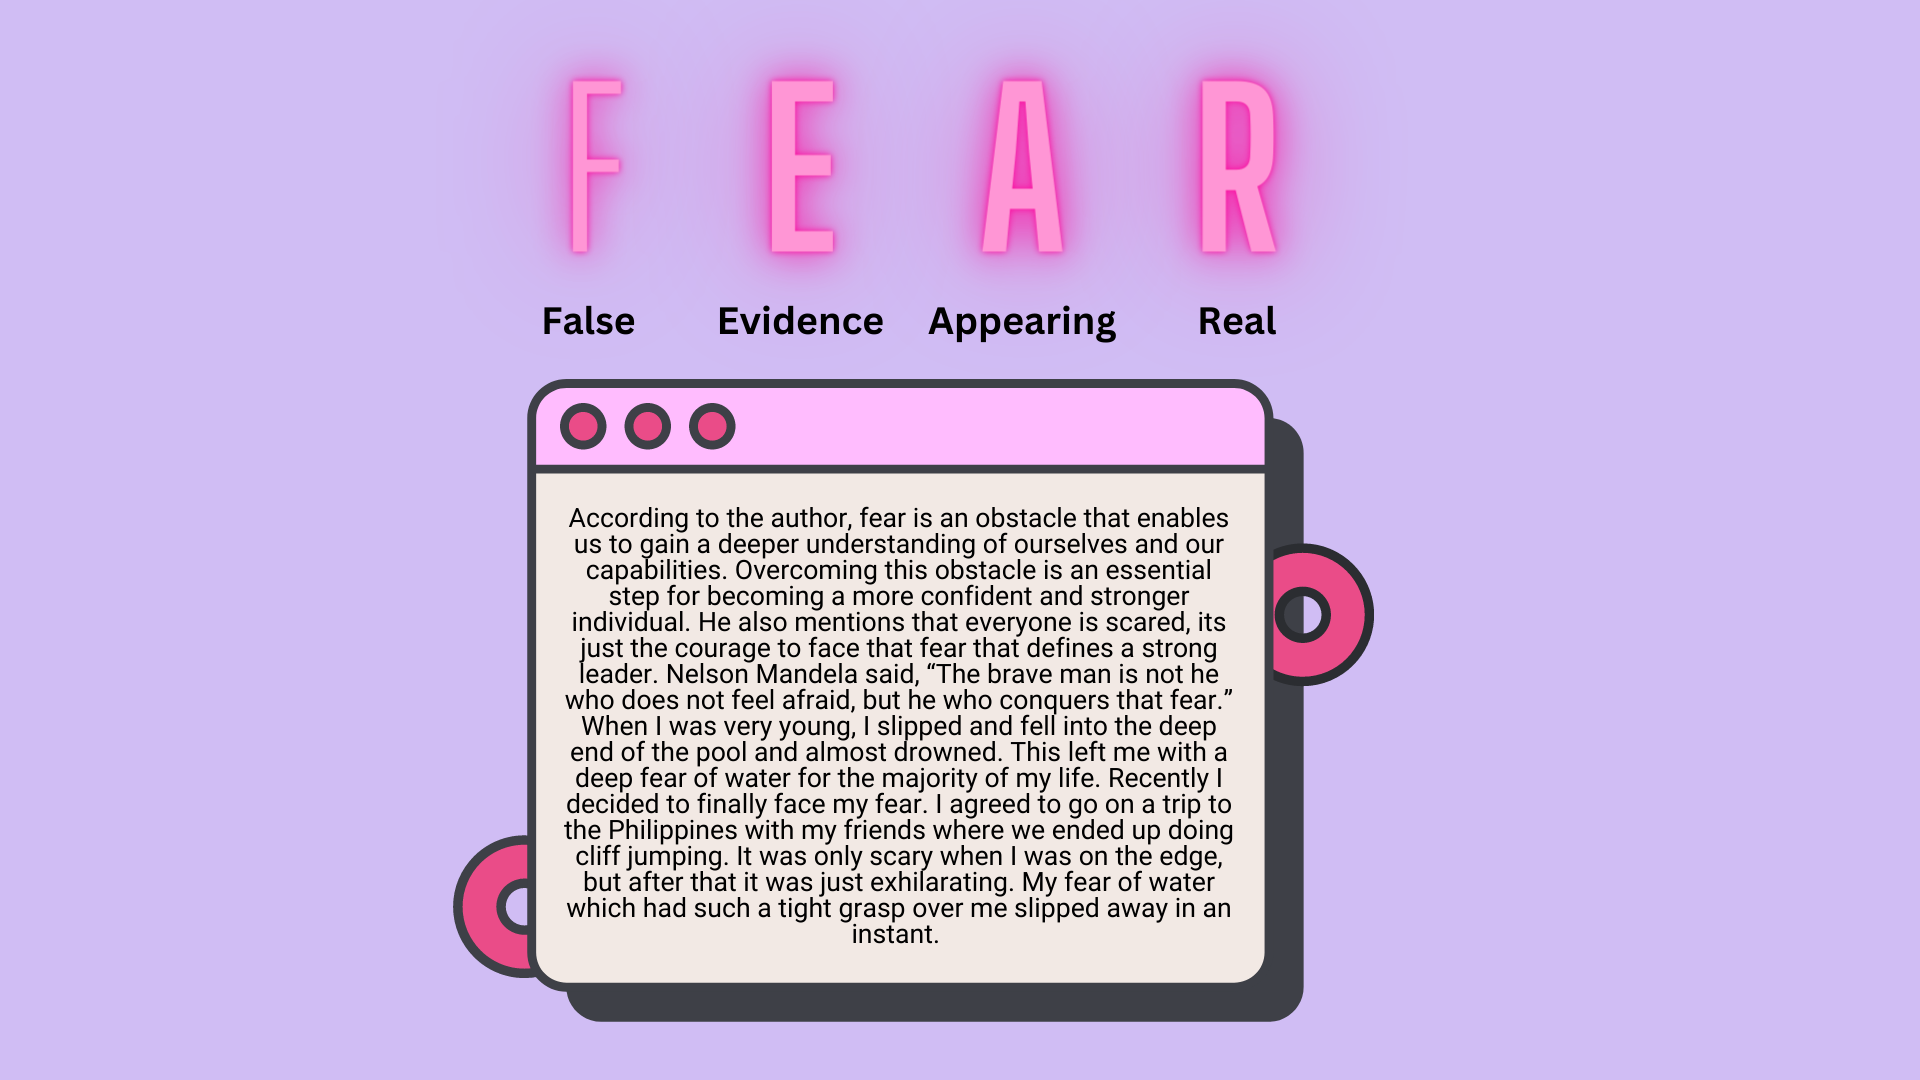 F E A R
False Evidence Appearing Real
According to the author, fear is an obstacle that enables
us to gain a deeper understanding of ourselves and our
capabilities. Overcoming this obstacle is an essential
step for becoming a more confident and stronger
individual. He also mentions that everyone is scared, its
just the courage to face that fear that defines a strong
leader. Nelson Mandela said, “The brave man is not he
who does not feel afraid, but he who conquers that fear.”
When I was very young, I slipped and fell into the deep
end of the pool and almost drowned. This left me with a
deep fear of water for the majority of my life. Recently I
decided to finally face my fear. I agreed to go on a trip to
the Philippines with my friends where we ended up doing
cliff jumping. It was only scary when I was on the edge,
but after that it was just exhilarating. My fear of water
which had such a tight grasp over me slipped away in an
instant.